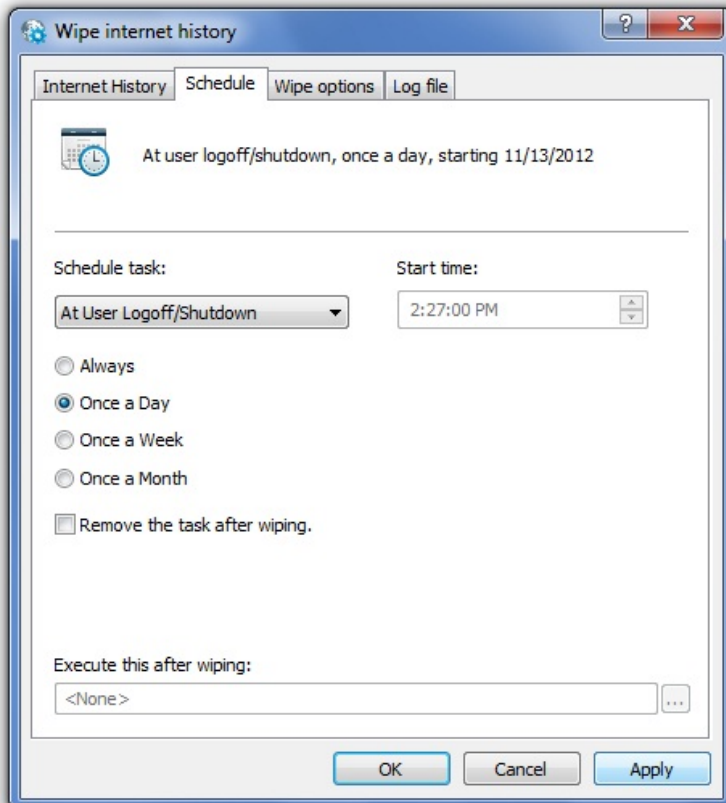 Wipe internet history
Internet History Schedule Wipe options Log file
At user logoff/shutdown, once a day, starting 11/13/2012
Schedule task: Start time:
At User Logoff/Shutdown 2:27:00 PM
Always
Once a Day
Once a Week
Once a Month
Remove the task after wiping.
Execute this after wiping:
<None> ...
OK Cancel Apply